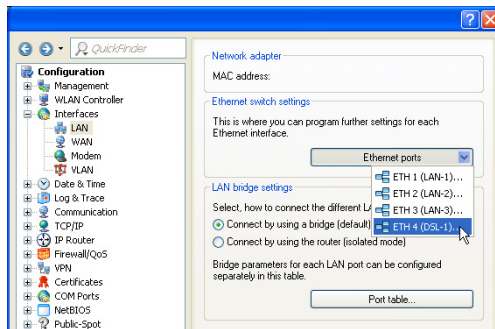 QuickFinder
Configuration
Management
WLAN Controller
Interfaces
LAN
WAN
Modem
VLAN
Date & Time
Log & Trace
Communication
TCP/IP
IP Router
Firewall/QoS
VPN
Certificates
COM Ports
NetBIOS
Public-Spot
Network adapter
MAC address:
Ethernet switch settings
This is where you can program further settings for each
Ethernet interface.
Ethernet ports
ETH 1 (LAN-1)...
ETH 2 (LAN-2)...
ETH 3 (LAN-3)...
ETH 4 (DSL-1)...
LAN bridge settings
Select, how to connect the different
Connect by using a bridge (default)
Connect by using the router (isolated mode)
Bridge parameters for each LAN port can be configured
separately in this table.
Port table...